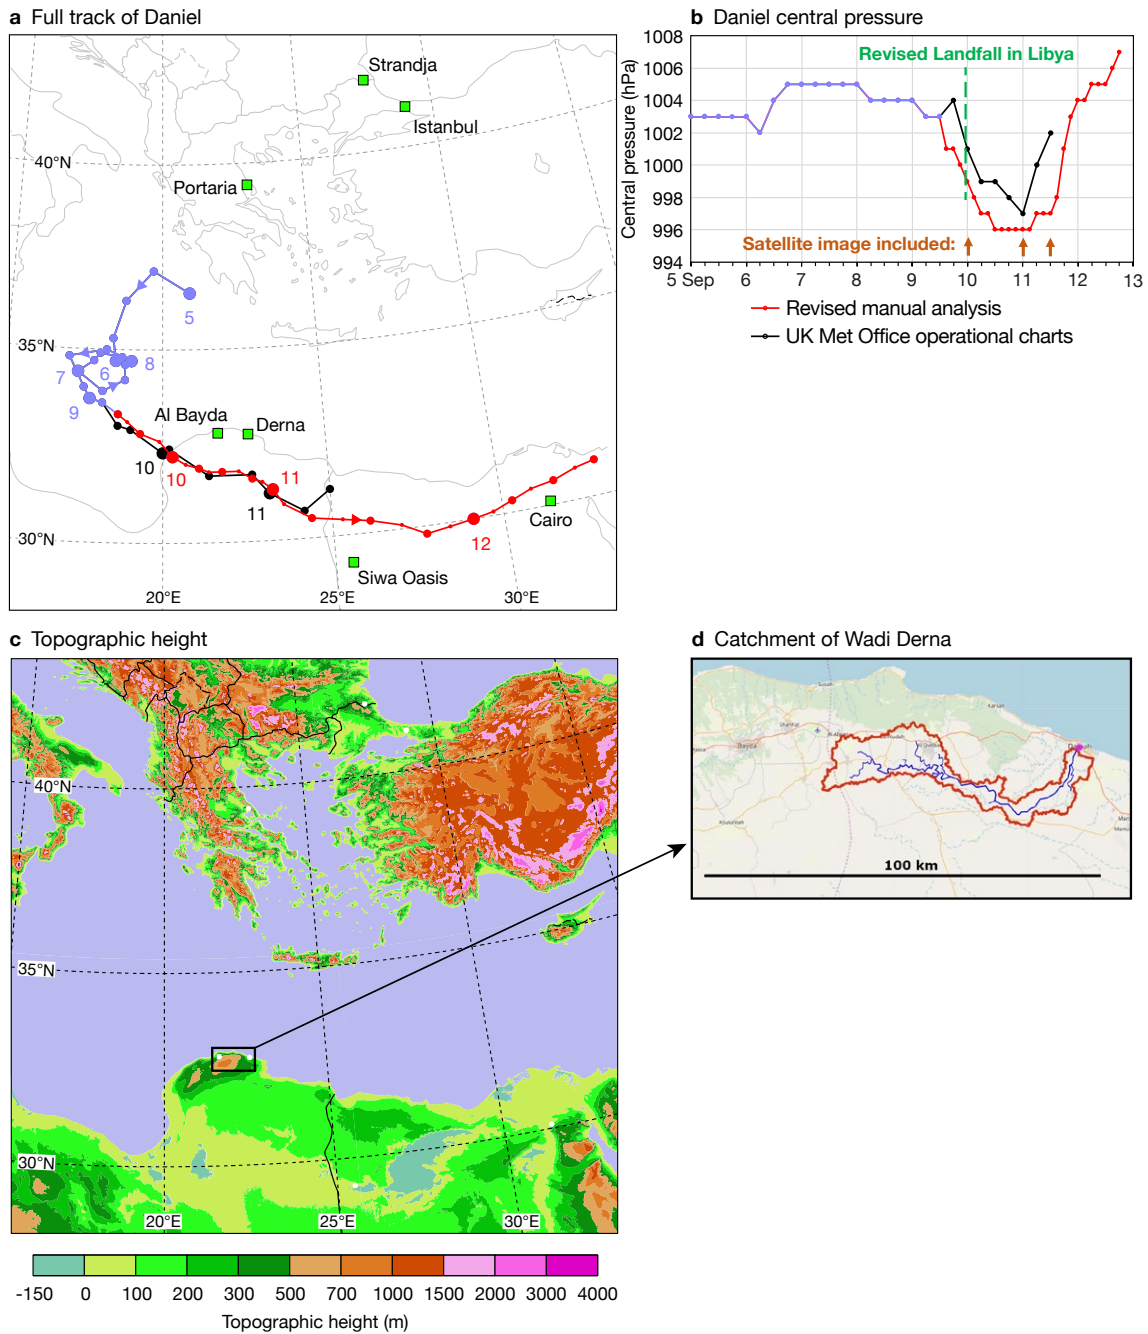 a Full track of Daniel
Strandja
Istanbul
40°N
Portaria
5
35°N
7
6
8
9
Al Bayda
Derna
10
10
11
11
30°N
12
Cairo
Siwa Oasis
20°E
25°E
30°E
b Daniel central pressure
Central pressure (hPa)
1008
1006
1004
1002
1000
998
996
994
Revised Landfall in Libya
Satellite image included:
5 Sep
6
7
8
9
10
11
12
13
Revised manual analysis
UK Met Office operational charts
c Topographic height
40°N
35°N
30°N
20°E
25°E
30°E
-150
0
100
200
300
500
700
1000
1500
2000
3000
4000
Topographic height (m)
d Catchment of Wadi Derna
Bayda
100 km